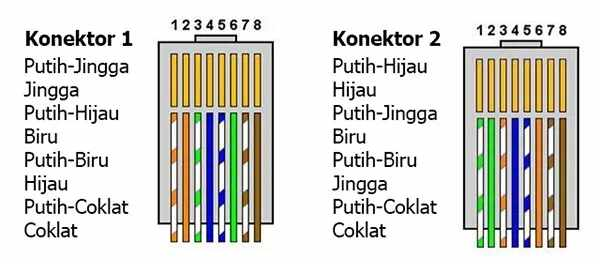 Konektor 1
1 2 3 4 5 6 7 8
Putih-Jingga
Jingga
Putih-Hijau
Biru
Putih-Biru
Hijau
Putih-Coklat
Coklat
Konektor 2
1 2 3 4 5 6 7 8
Putih-Hijau
Hijau
Putih-Jingga
Biru
Putih-Biru
Jingga
Putih-Coklat
Coklat